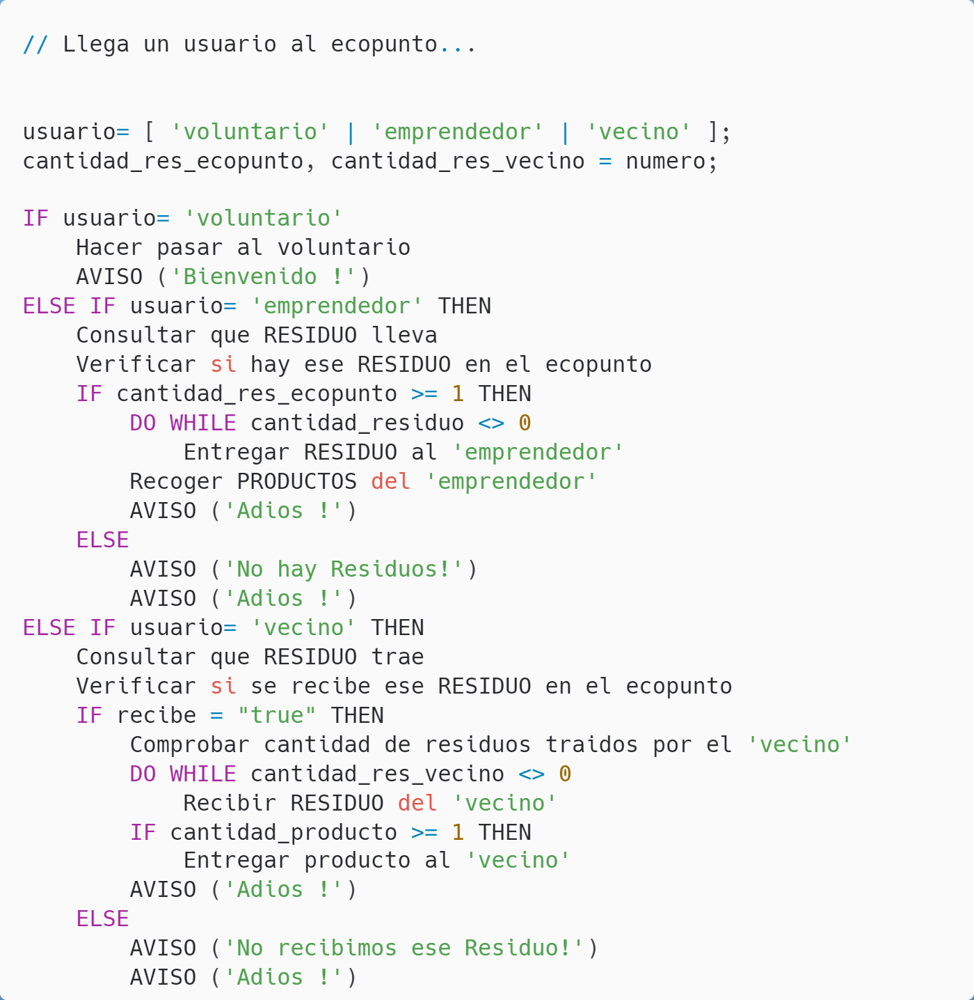 // Llega un usuario al ecopunto...
usuario= [ 'voluntario' | 'emprendedor' | 'vecino' ];
cantidad_res_ecopunto, cantidad_res_vecino = numero;
IF usuario= 'voluntario'
    Hacer pasar al voluntario
    AVISO ('Bienvenido !')
ELSE IF usuario= 'emprendedor' THEN
    Consultar que RESIDUO lleva
    Verificar si hay ese RESIDUO en el ecopunto
    IF cantidad_res_ecopunto >= 1 THEN
        DO WHILE cantidad_residuo <> 0
            Entregar RESIDUO al 'emprendedor'
        Recoger PRODUCTOS del 'emprendedor'
        AVISO ('Adios !')
    ELSE
        AVISO ('No hay Residuos!')
        AVISO ('Adios !')
ELSE IF usuario= 'vecino' THEN
    Consultar que RESIDUO trae
    Verificar si se recibe ese RESIDUO en el ecopunto
    IF recibe = "true" THEN
        Comprobar cantidad de residuos traidos por el 'vecino'
        DO WHILE cantidad_res_vecino <> 0
            Recibir RESIDUO del 'vecino'
        IF cantidad_producto >= 1 THEN
            Entregar producto al 'vecino'
        AVISO ('Adios !')
    ELSE
        AVISO ('No recibimos ese Residuo!')
        AVISO ('Adios !')